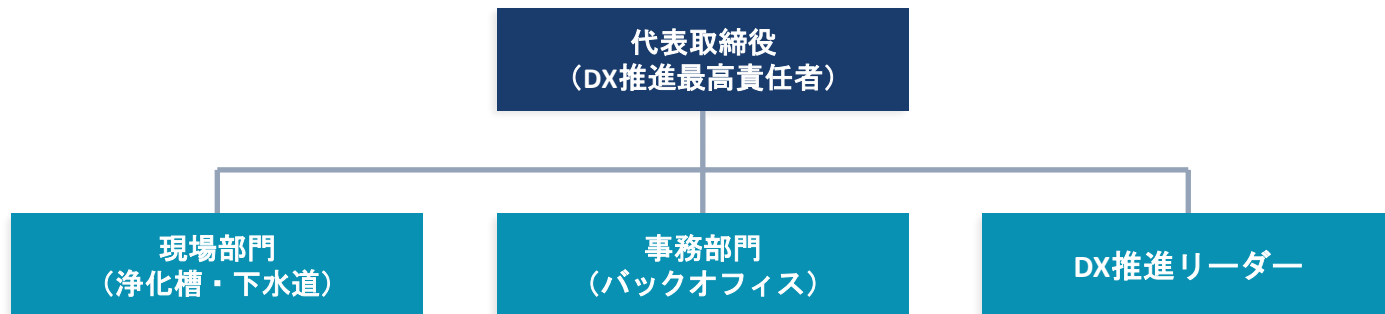 代表取締役
（DX推進最高責任者）
現場部門
（浄化槽・下水道）
事務部門
（バックオフィス）
DX推進リーダー